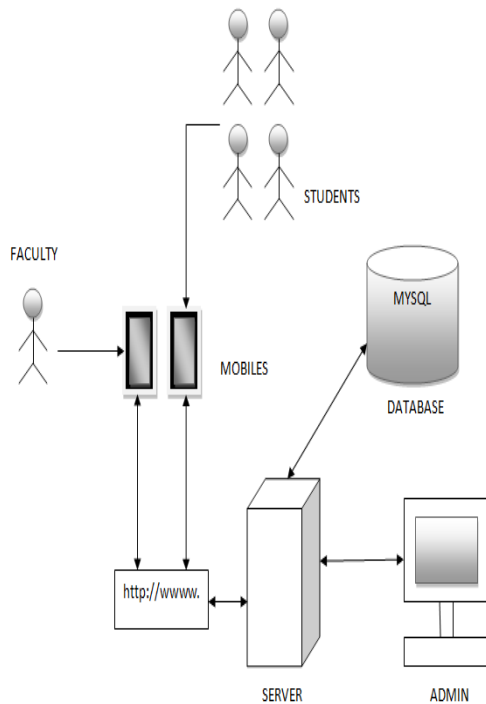 STUDENTS
FACULTY
MYSQL
MOBILES
DATABASE
http://wwww.
SERVER
ADMIN